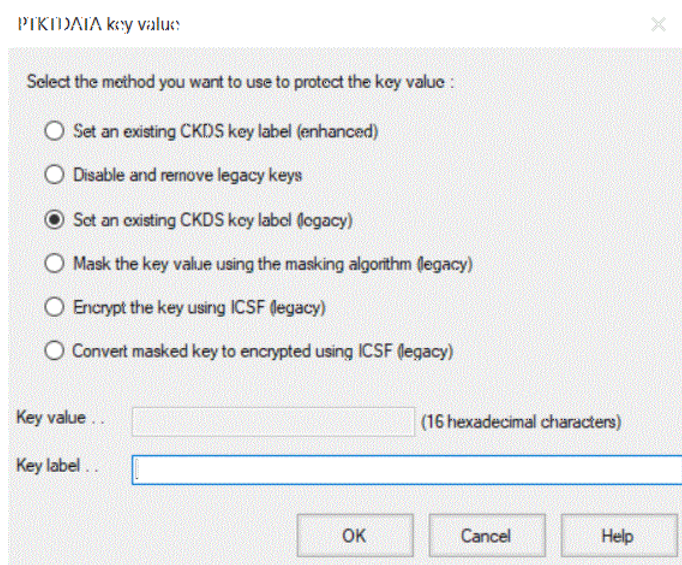 PTKTDATA key value
Select the method you want to use to protect the key value :
Set an existing CKDS key label (enhanced)
Disable and remove legacy keys
Set an existing CKDS key label (legacy)
Mask the key value using the masking algorithm (legacy)
Encrypt the key using ICSF (legacy)
Convert masked key to encrypted using ICSF (legacy)
Key value . . (16 hexadecimal characters)
Key label . .
OK Cancel Help